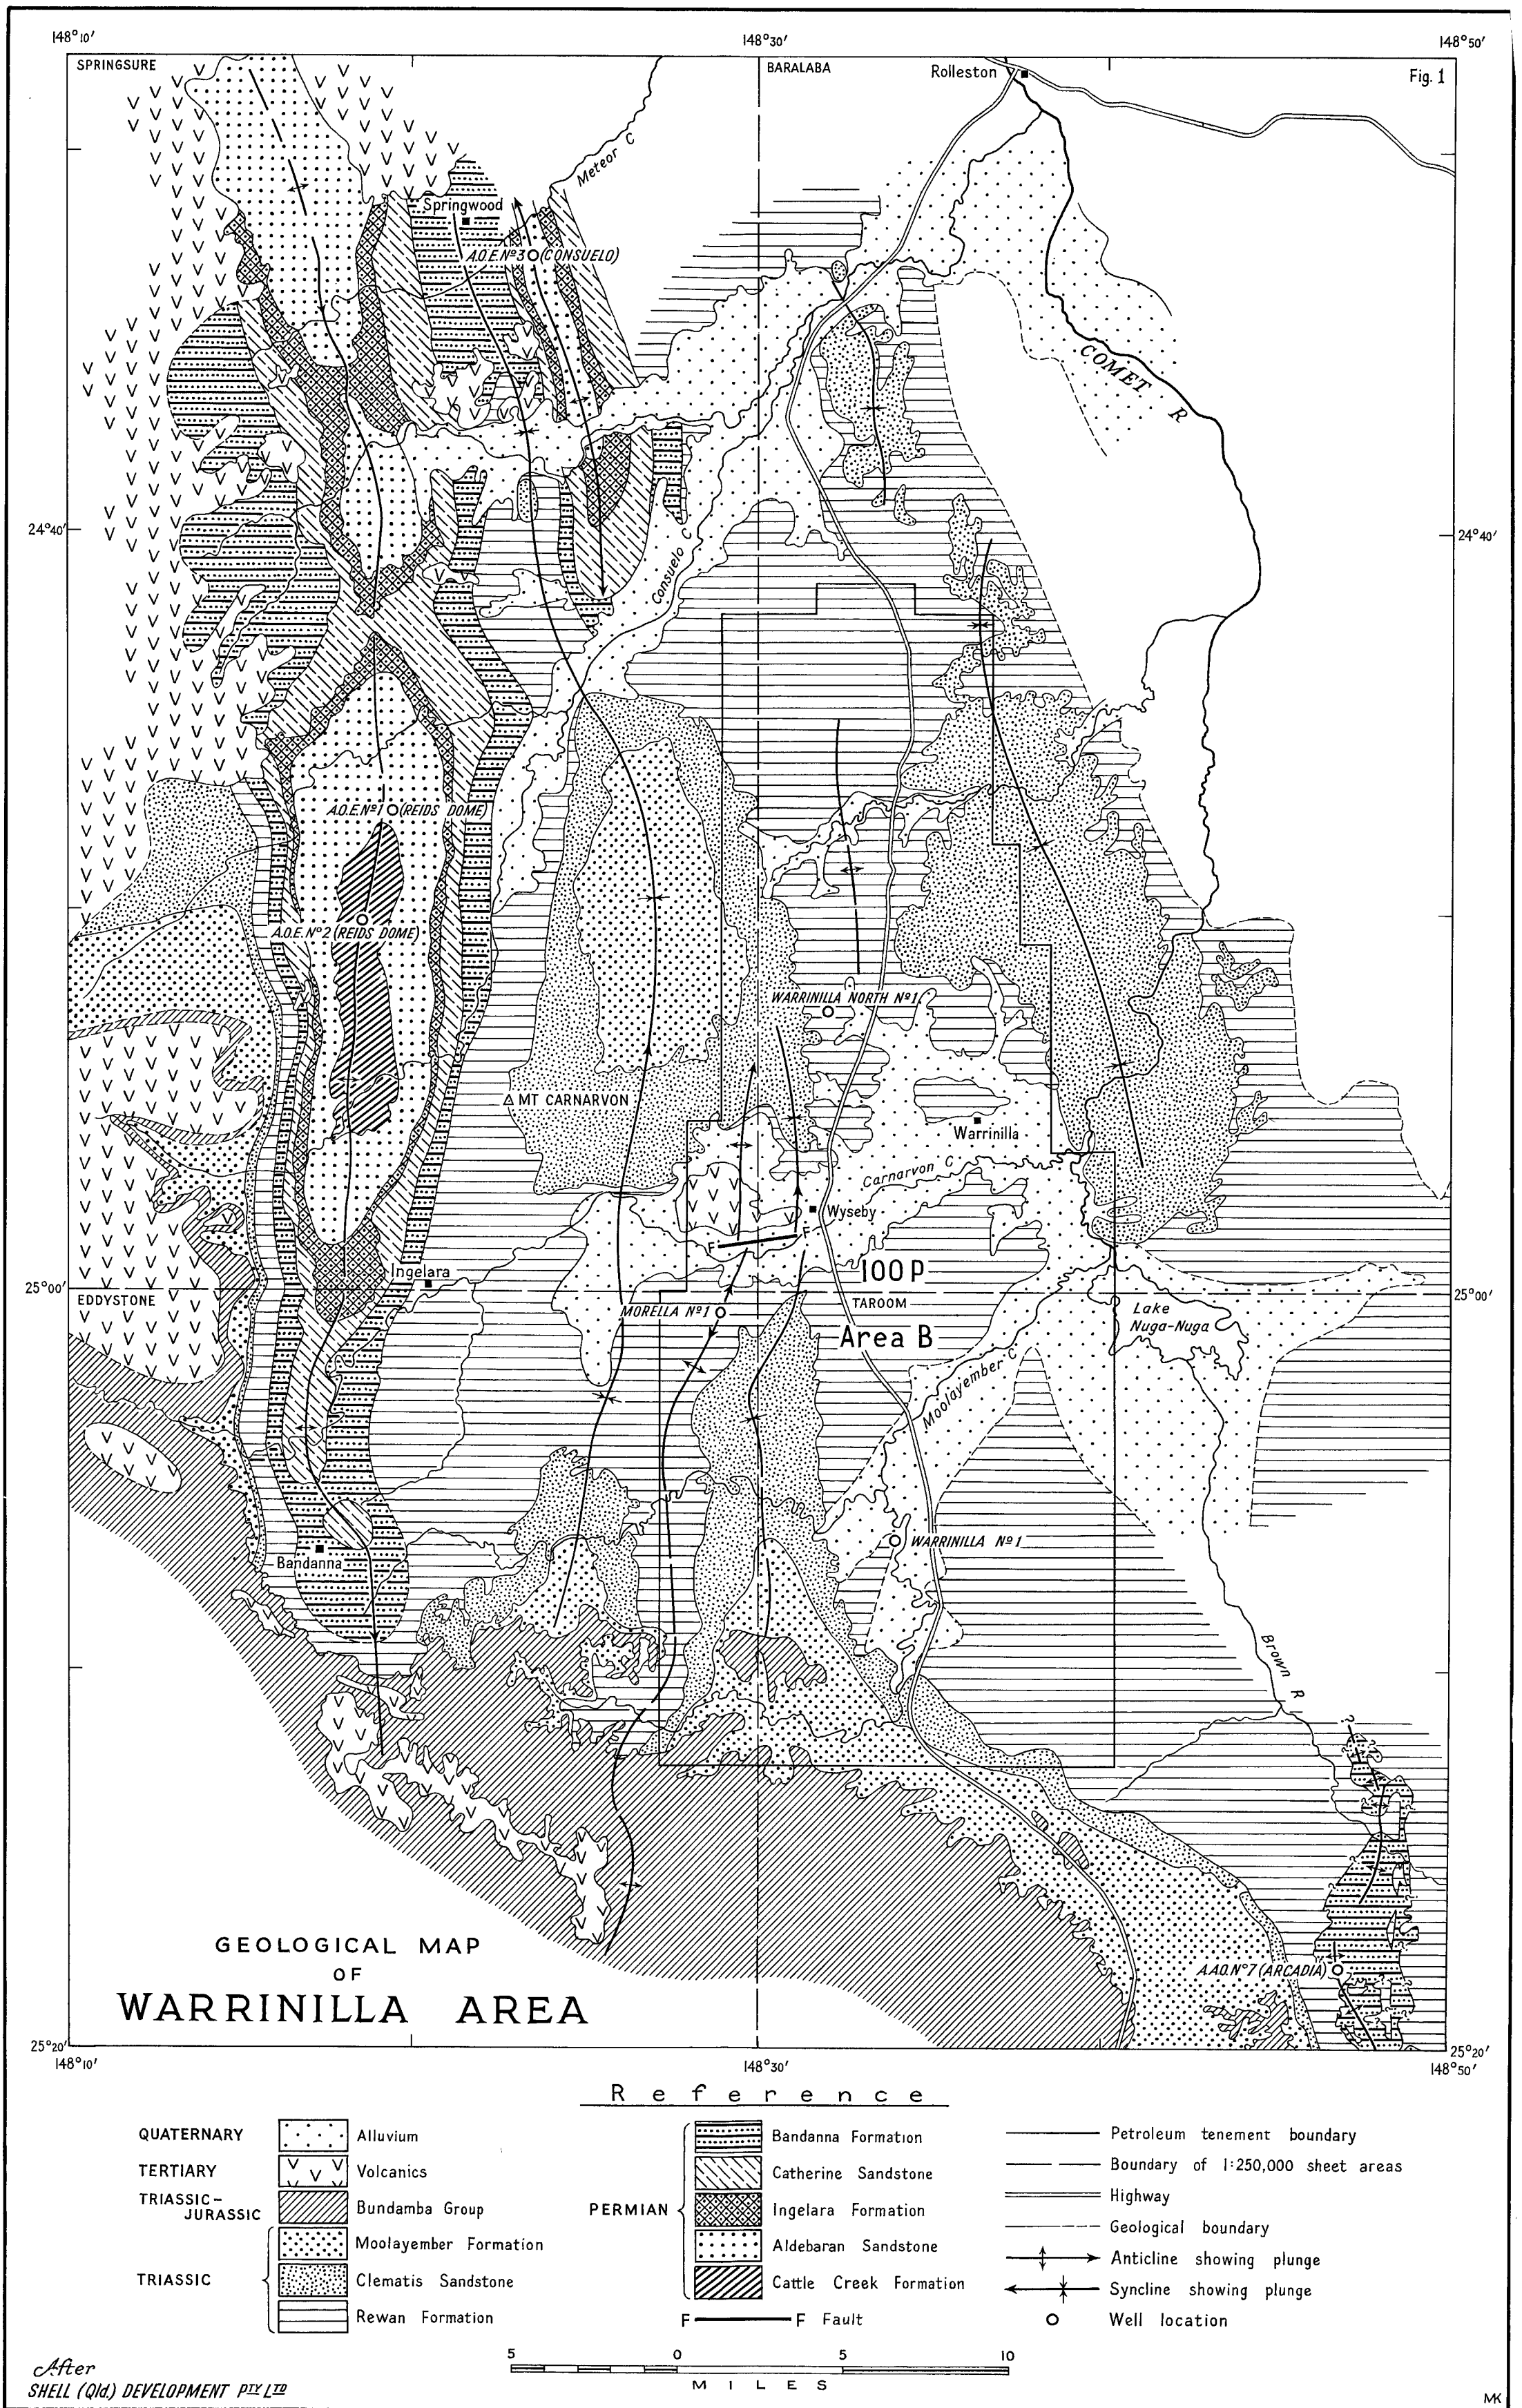 148°10′
148°30′
148°50′
SPRINGSURE
BARALABA
Rolleston
Fig. 1
Meteor C
Springwood
A.O.E. Nº 3 (CONSUELO)
COMET R
24°40′
24°40′
Consuelo C
A.O.E. Nº 1 (REIDS DOME)
A.O.E. Nº 2 (REIDS DOME)
WARRINILLA NORTH Nº 1
MT CARNARVON
Warrinilla
Carnarvon C
Wyseby
F F
100 P
Ingelara
25°00′
25°00′
EDDYSTONE
MORELLA Nº 1
TAROOM
Lake
Nuga-Nuga
Area B
Moolayember C
WARRINILLA Nº 1
Bandanna
Brown R
GEOLOGICAL MAP
OF
WARRINILLA AREA
A.A.O. Nº 7 (ARCADIA)
25°20′
25°20′
148°10′
148°30′
148°50′
Reference
QUATERNARY
Alluvium
TERTIARY
Volcanics
TRIASSIC–
JURASSIC
Bundamba Group
Moolayember Formation
TRIASSIC
Clematis Sandstone
Rewan Formation
Bandanna Formation
Catherine Sandstone
PERMIAN
Ingelara Formation
Aldebaran Sandstone
Cattle Creek Formation
F F Fault
Petroleum tenement boundary
Boundary of 1:250,000 sheet areas
Highway
Geological boundary
Anticline showing plunge
Syncline showing plunge
Well location
5 0 5 10
MILES
After
SHELL (Qld.) DEVELOPMENT PTY LTD
MK